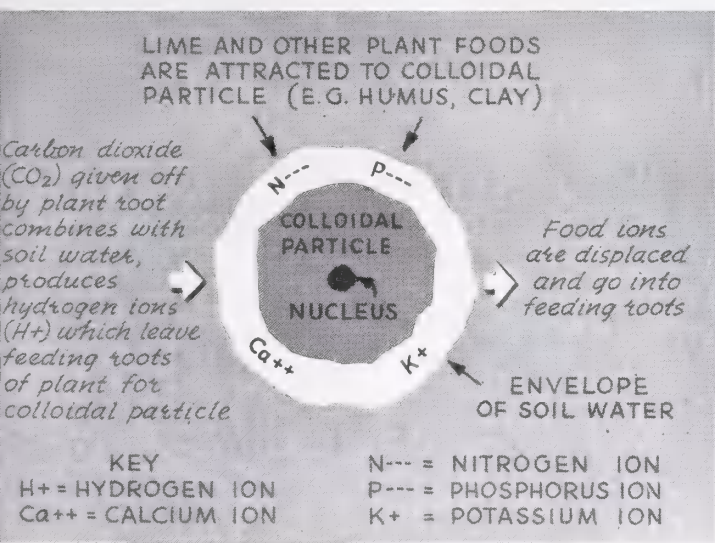 LIME AND OTHER PLANT FOODS
ARE ATTRACTED TO COLLOIDAL
PARTICLE (E.G. HUMUS, CLAY)
Carbon dioxide
(CO₂) given off
by plant root
combines with
soil water,
produces
hydrogen ions
(H+) which leave
feeding roots
of plant for
colloidal particle
N---
P---
COLLOIDAL
PARTICLE
NUCLEUS
Ca++
K+
Food ions
are displaced
and go into
feeding roots
ENVELOPE
OF SOIL WATER
KEY
H+ = HYDROGEN ION
Ca++ = CALCIUM ION
N--- = NITROGEN ION
P--- = PHOSPHORUS ION
K+ = POTASSIUM ION